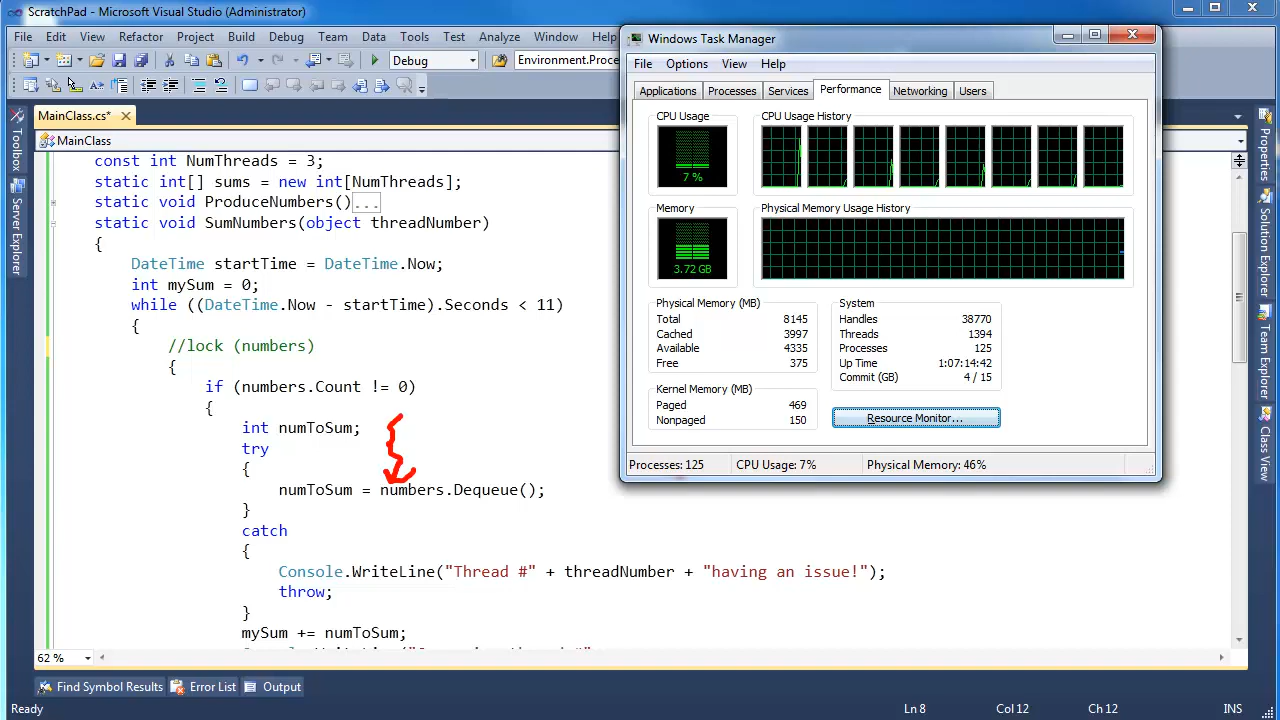 ScratchPad - Microsoft Visual Studio (Administrator)
File Edit View Refactor Project Build Debug Team Data Tools Test Analyze Window Help
Debug Environment.Proce
MainClass.cs*
MainClass
const int NumThreads = 3;
static int[] sums = new int[NumThreads];
static void ProduceNumbers()...
static void SumNumbers(object threadNumber)
{
DateTime startTime = DateTime.Now;
int mySum = 0;
while ((DateTime.Now - startTime).Seconds < 11)
{
//lock (numbers)
{
if (numbers.Count != 0)
{
int numToSum;
try
{
numToSum = numbers.Dequeue();
}
catch
{
Console.WriteLine("Thread #" + threadNumber + "having an issue!");
throw;
}
mySum += numToSum;
62 %
Toolbox
Server Explorer
Windows Task Manager
File Options View Help
Applications Processes Services Performance Networking Users
CPU Usage CPU Usage History
7 %
Memory Physical Memory Usage History
3.72 GB
Physical Memory (MB)
Total 8145
Cached 3997
Available 4335
Free 375
Kernel Memory (MB)
Paged 469
Nonpaged 150
System
Handles 38770
Threads 1394
Processes 125
Up Time 1:07:14:42
Commit (GB) 4 / 15
Resource Monitor...
Processes: 125 CPU Usage: 7% Physical Memory: 46%
Properties
Solution Explorer
Team Explorer
Class View
Find Symbol Results Error List Output
Ready Ln 8 Col 12 Ch 12 INS